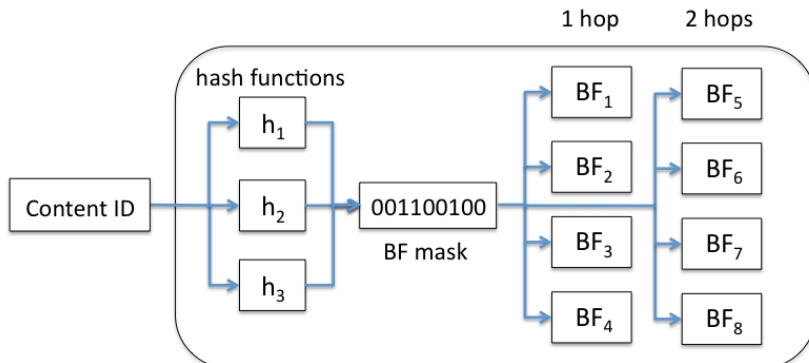 1 hop
2 hops
hash functions
h₁
h₂
h₃
Content ID
001100100
BF mask
BF₁
BF₂
BF₃
BF₄
BF₅
BF₆
BF₇
BF₈